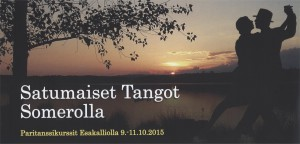 Satumaiset Tangot
Somerolla
Paritanssikurssit Esakalliolla 9.-11.10.2015